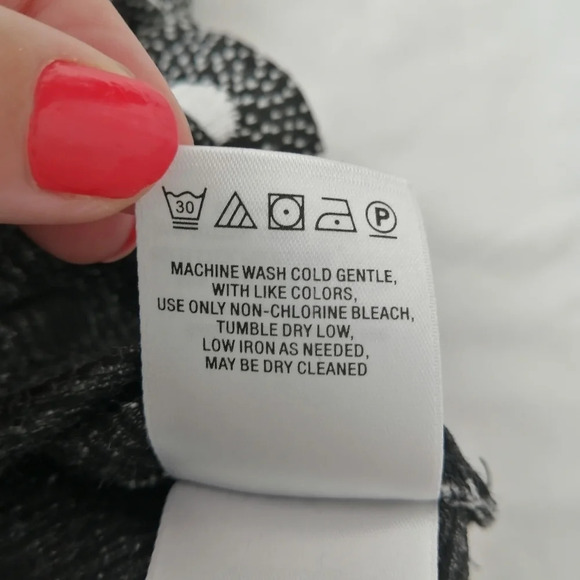 30 P
MACHINE WASH COLD GENTLE,
WITH LIKE COLORS,
USE ONLY NON-CHLORINE BLEACH,
TUMBLE DRY LOW,
LOW IRON AS NEEDED,
MAY BE DRY CLEANED